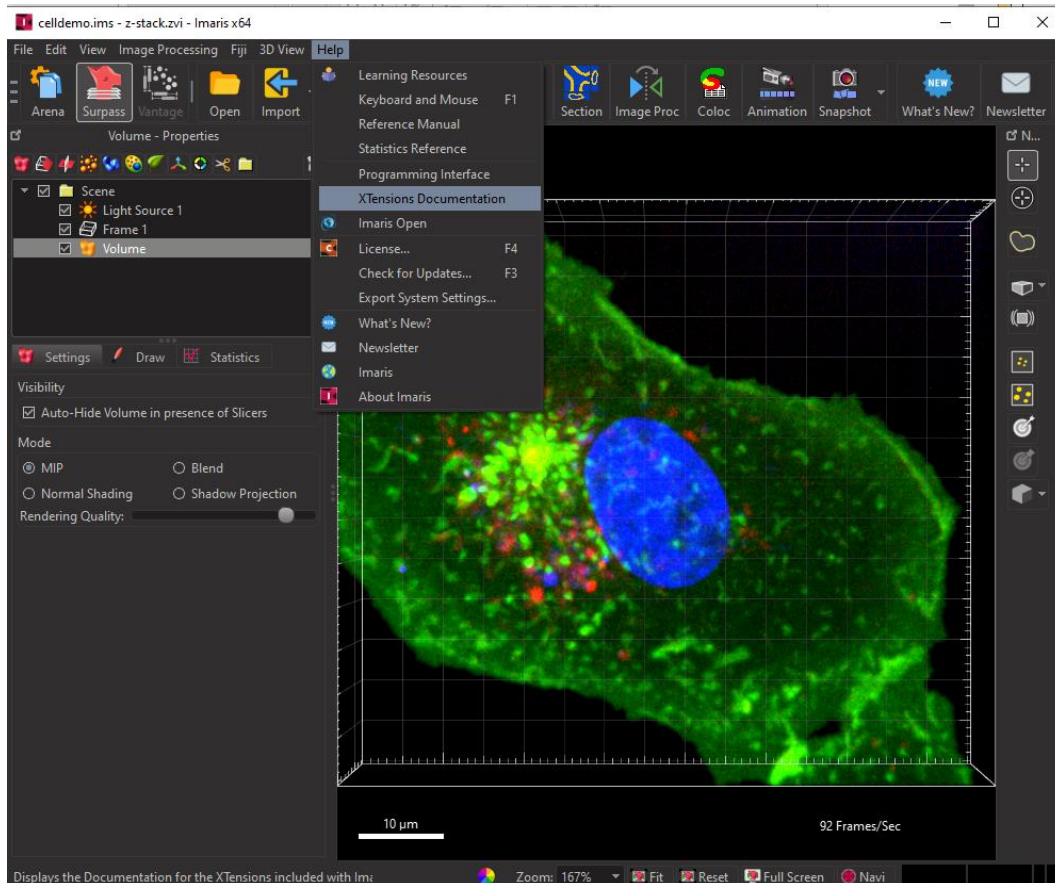 celldemo.ims - z-stack.zvi - Imaris x64
File Edit View Image Processing Fiji 3D View Help
Arena Surpass Vantage Open Import Section Image Proc Coloc Animation Snapshot What's New? Newsletter
Learning Resources
Keyboard and Mouse F1
Reference Manual
Statistics Reference
Programming Interface
XTensions Documentation
Imaris Open
License... F4
Check for Updates... F3
Export System Settings...
What's New?
Newsletter
Imaris
About Imaris
Volume - Properties
N...
Scene
Light Source 1
Frame 1
Volume
Settings Draw Statistics
Visibility
Auto-Hide Volume in presence of Slicers
Mode
MIP Blend
Normal Shading Shadow Projection
Rendering Quality:
10 µm
92 Frames/Sec
Displays the Documentation for the XTensions included with Ima
Zoom: 167% Fit Reset Full Screen Navi